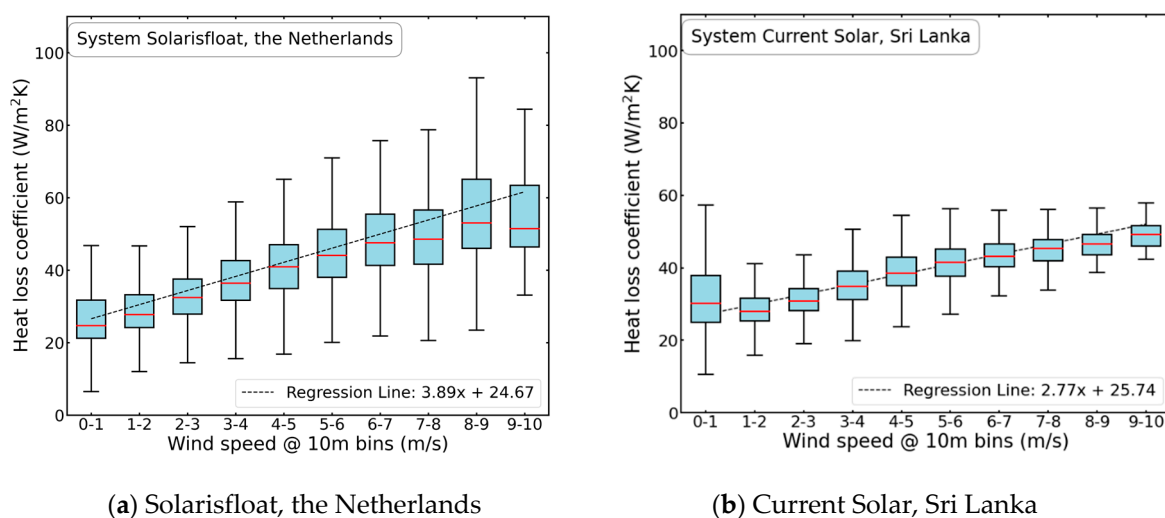 System Solarisfloat, the Netherlands
Heat loss coefficient (W/m²K)
100
80
60
40
20
0
Regression Line: 3.89x + 24.67
0-1 1-2 2-3 3-4 4-5 5-6 6-7 7-8 8-9 9-10
Wind speed @ 10m bins (m/s)
(a) Solarisfloat, the Netherlands
System Current Solar, Sri Lanka
Heat loss coefficient (W/m²K)
100
80
60
40
20
0
Regression Line: 2.77x + 25.74
0-1 1-2 2-3 3-4 4-5 5-6 6-7 7-8 8-9 9-10
Wind speed @ 10m bins (m/s)
(b) Current Solar, Sri Lanka